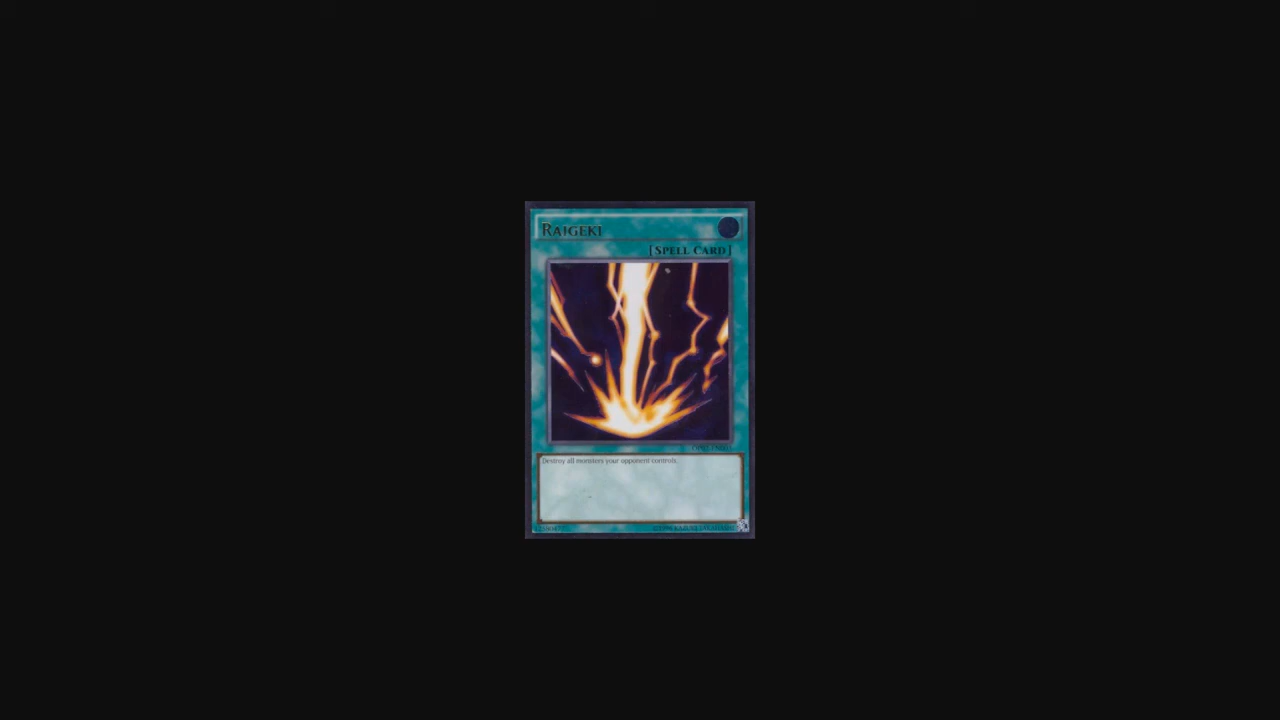 Raigeki
[Spell Card]
Destroy all monsters your opponent controls.